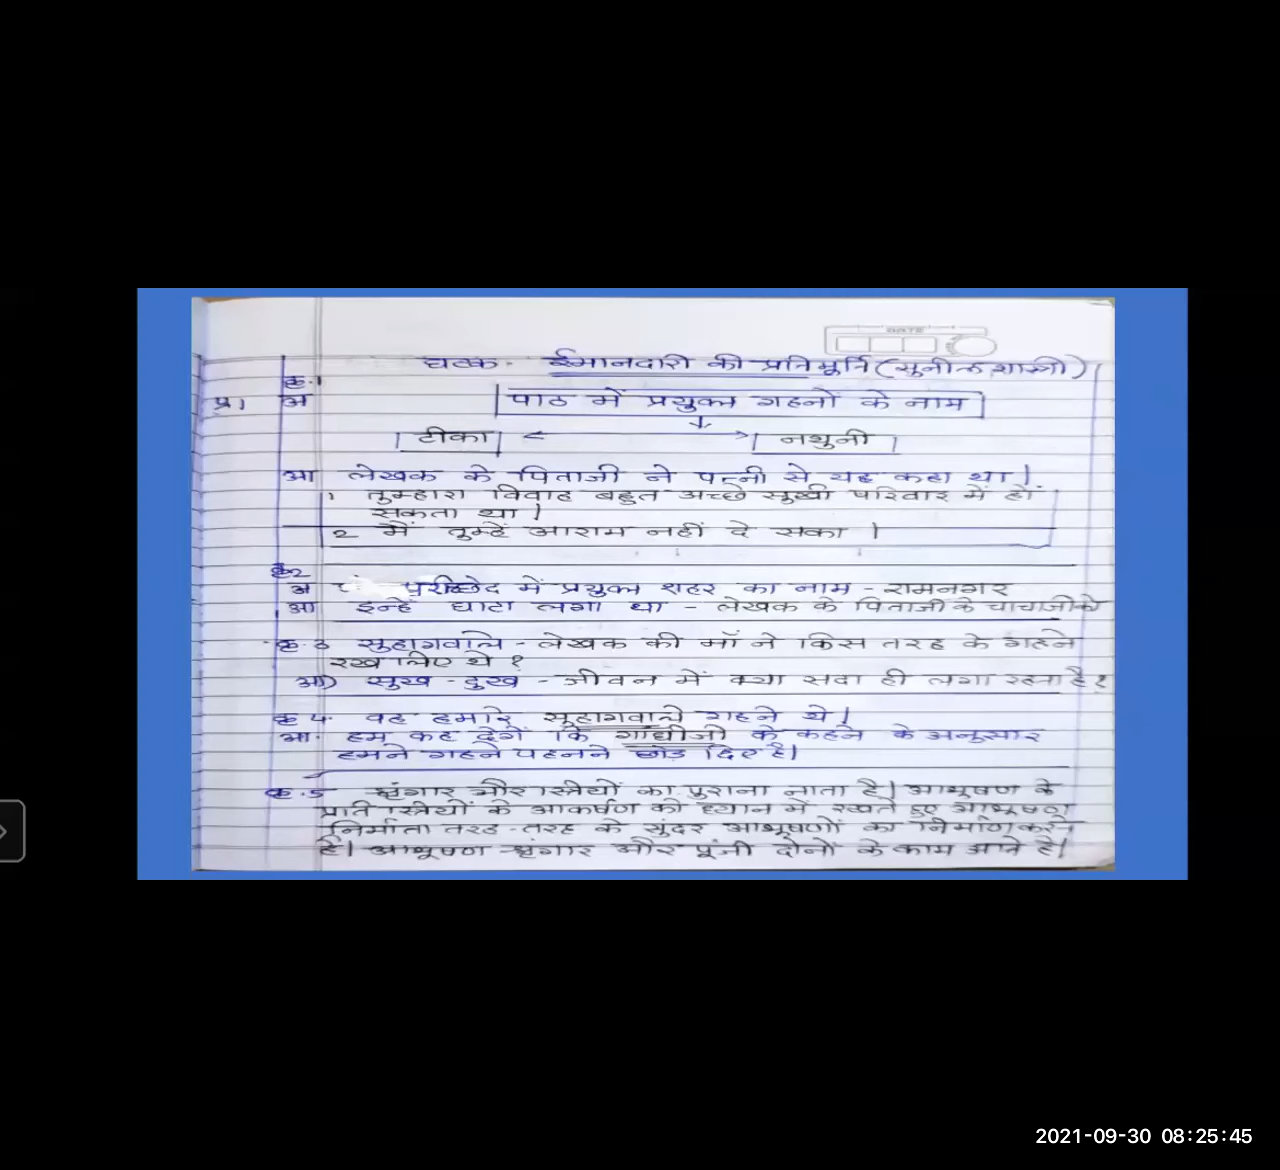 DATE
घटक - ईमानदारी की प्रतिमूर्ति (सुनील शास्त्री)
कृ.1
प्र1 अ पाठ में प्रयुक्त गहनों के नाम
टीका नथुनी
आ लेखक के पिताजी ने पत्नी से यह कहा था।
1 तुम्हारा विवाह बहुत अच्छे सुखी परिवार में हो
सकता था।
2 मैं तुम्हें आराम नहीं दे सका।
कृ2
अ परिच्छेद में प्रयुक्त शहर का नाम - रामनगर
आ इन्हें घाटा लगा था - लेखक के पिताजी के चाचाजी को
कृ.3 सुहागवाले - लेखक की माँ ने किस तरह के गहने
रख लिए थे?
आ) सुख - दुख - जीवन में क्या सदा ही लगा रहता है?
कृ 4. वह हमारे सुहागवाले गहने थे।
आ. हम कह देंगे कि गांधीजी के कहने के अनुसार
हमने गहने पहनने छोड़ दिए है।
कृ.5 श्रृंगार और स्त्रियों का पुराना नाता है। आभूषण के
प्रति स्त्रियों के आकर्षण को ध्यान में रखते हुए आभूषण
निर्माता तरह-तरह के सुंदर आभूषणों का निर्माण करते
है। आभूषण श्रृंगार और पूंजी दोनों के काम आते है।
2021-09-30 08:25:45